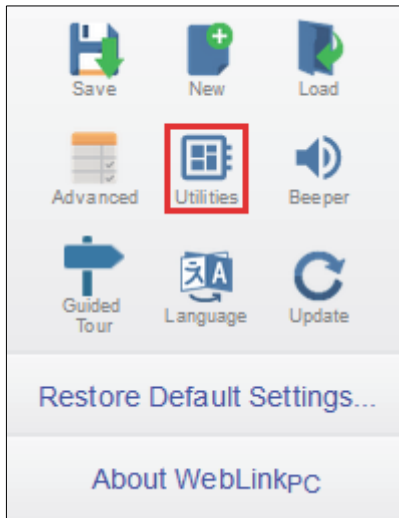 Save New Load
Advanced Utilities Beeper
Guided
Tour Language Update
Restore Default Settings...
About WebLinkPC